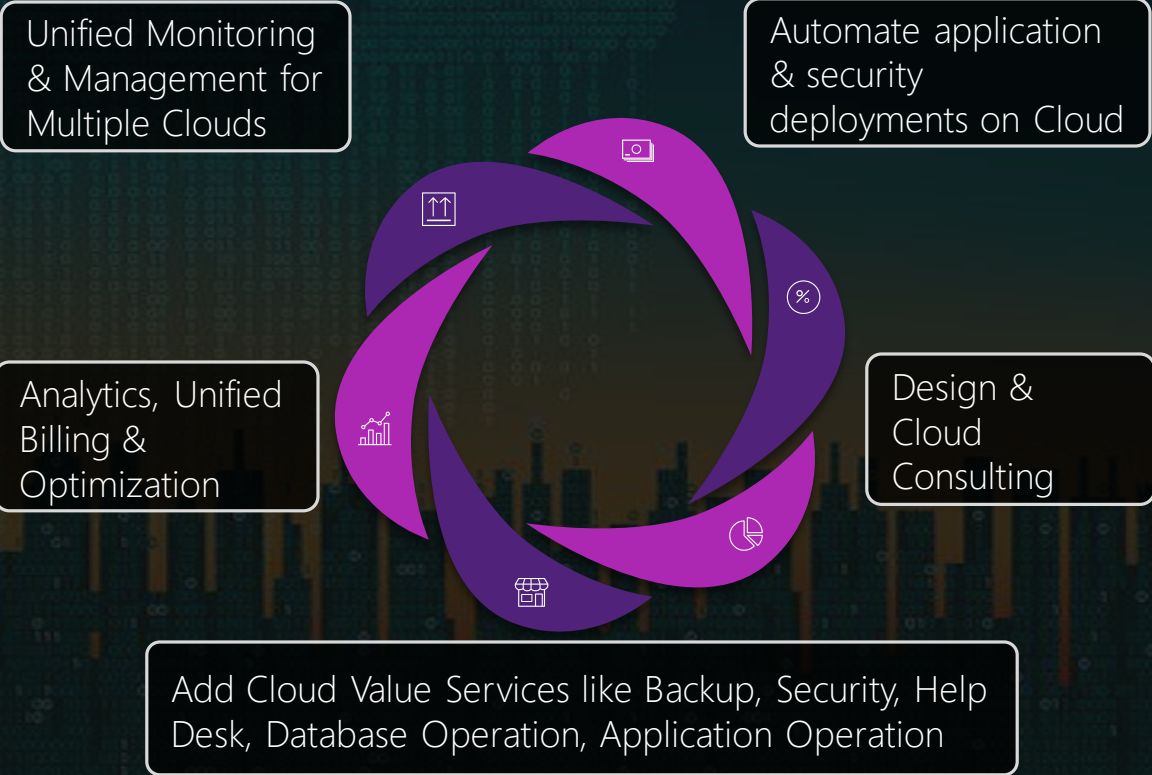 Unified Monitoring
& Management for
Multiple Clouds
Automate application
& security
deployments on Cloud
Analytics, Unified
Billing &
Optimization
Design &
Cloud
Consulting
Add Cloud Value Services like Backup, Security, Help
Desk, Database Operation, Application Operation
%